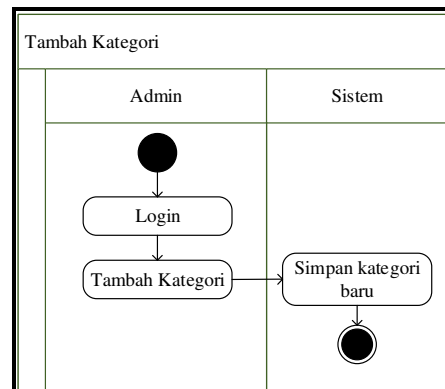 Tambah Kategori
Admin
Sistem
Login
Tambah Kategori
Simpan kategori
baru